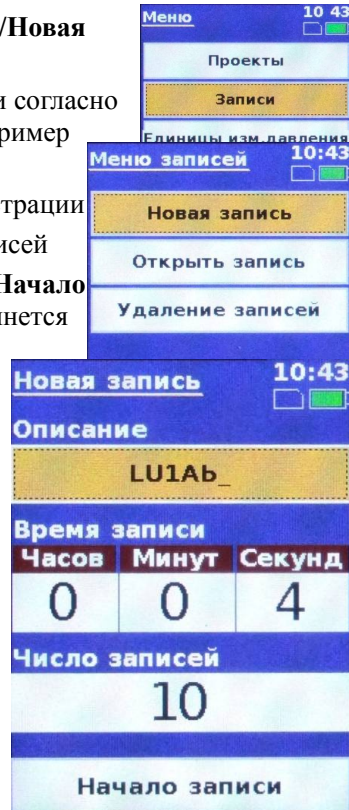 /Новая
и согласно
ример
трации
исей
Начало
нется
Меню
10 43
Проекты
Записи
Единицы изм.давления
Меню записей
10:43
Новая запись
Открыть запись
Удаление записей
Новая запись
10:43
Описание
LU1Ab_
Время записи
Часов Минут Секунд
0 0 4
Число записей
10
Начало записи